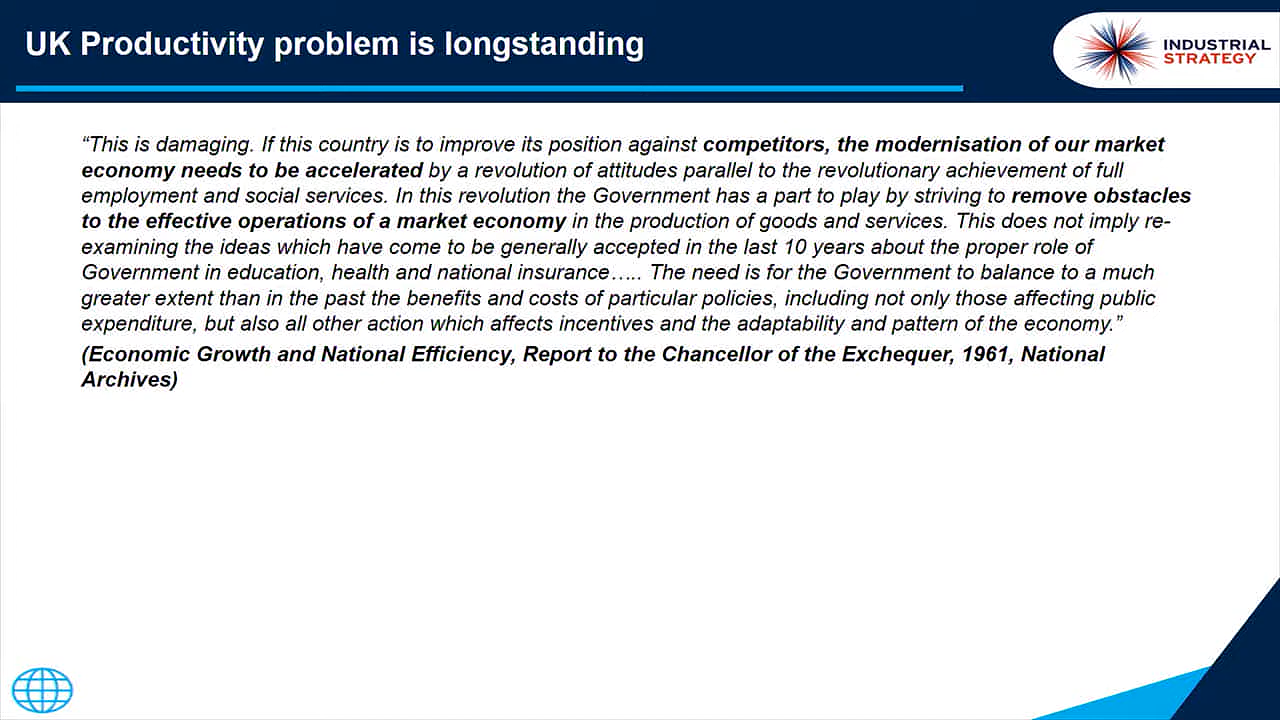 UK Productivity problem is longstanding
INDUSTRIAL
STRATEGY
“This is damaging. If this country is to improve its position against competitors, the modernisation of our market
economy needs to be accelerated by a revolution of attitudes parallel to the revolutionary achievement of full
employment and social services. In this revolution the Government has a part to play by striving to remove obstacles
to the effective operations of a market economy in the production of goods and services. This does not imply re-
examining the ideas which have come to be generally accepted in the last 10 years about the proper role of
Government in education, health and national insurance….. The need is for the Government to balance to a much
greater extent than in the past the benefits and costs of particular policies, including not only those affecting public
expenditure, but also all other action which affects incentives and the adaptability and pattern of the economy.”
(Economic Growth and National Efficiency, Report to the Chancellor of the Exchequer, 1961, National
Archives)